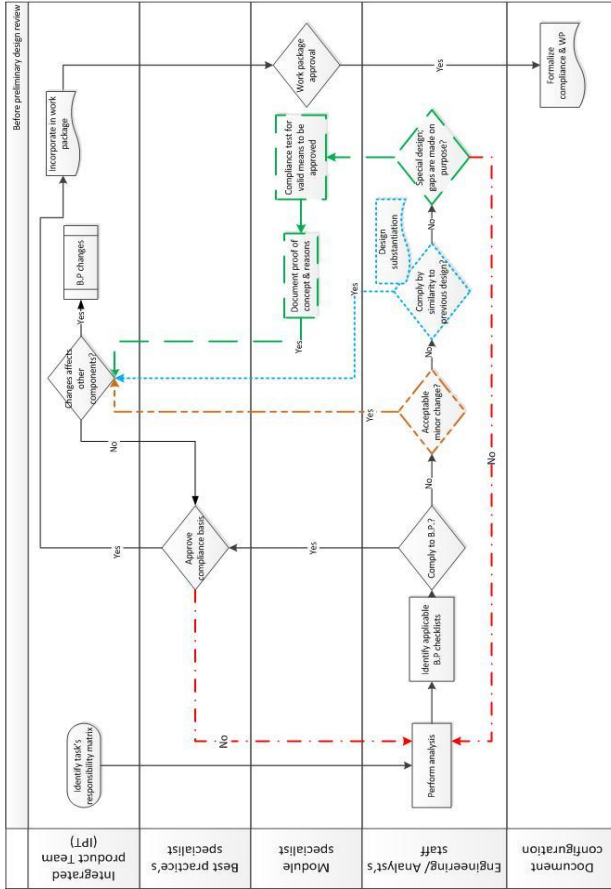 Before preliminary design review
Integrated
product Team
(IPT)
Identify task's
responsibility matrix
Changes affects
other
components?
Yes
B.P changes
Incorporate in work
package
No
Yes
Best practice's
specialist
Approve
compliance basis
No
Module
specialist
Yes
Document proof of
concept & reasons
Compliance test for
valid means to be
approved
Work package
approval
Yes
Engineering/ Analyst's
staff
Perform analysis
Identify applicable
B.P checklists
Comply to B.P.?
Yes
No
Acceptable
minor change?
Yes
No
Comply by
similarity to
previous design?
Yes
Design
substantiation
No
Special design;
gaps are made on
purpose?
No
Document
configuration
Formalize
compliance & WP